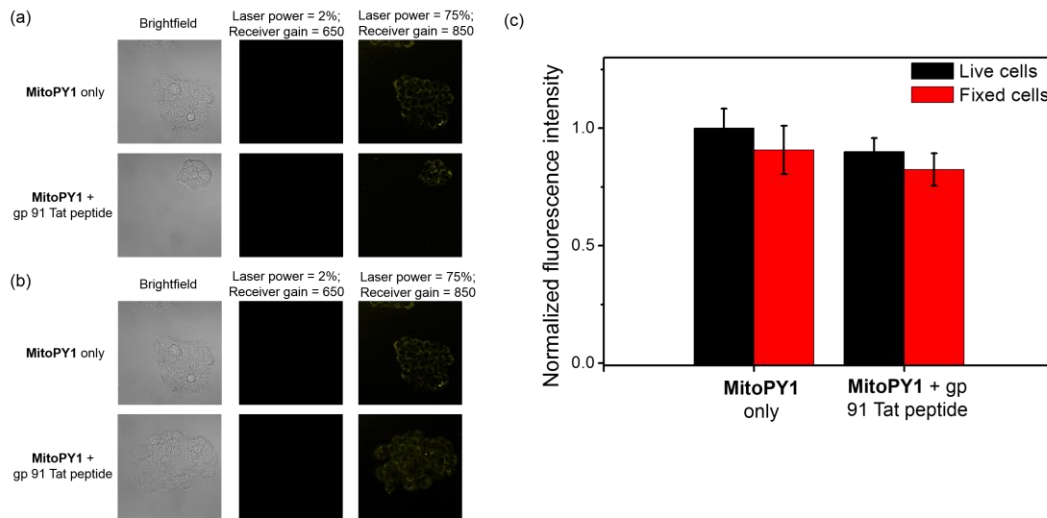 (a)
Brightfield
Laser power = 2%;
Receiver gain = 650
Laser power = 75%;
Receiver gain = 850
MitoPY1 only
MitoPY1 +
gp 91 Tat peptide
(b)
Brightfield
Laser power = 2%;
Receiver gain = 650
Laser power = 75%;
Receiver gain = 850
MitoPY1 only
MitoPY1 +
gp 91 Tat peptide
(c)
Normalized fluorescence intensity
1.0
0.5
0.0
Live cells
Fixed cells
MitoPY1
only
MitoPY1 + gp
91 Tat peptide